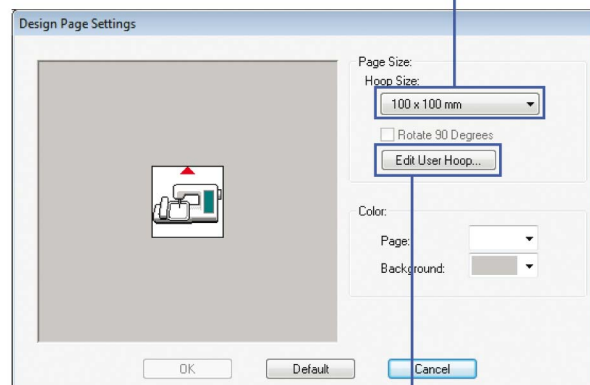 Design Page Settings
Page Size:
Hoop Size:
100 x 100 mm
Rotate 90 Degrees
Edit User Hoop...
Color:
Page:
Background:
OK
Default
Cancel